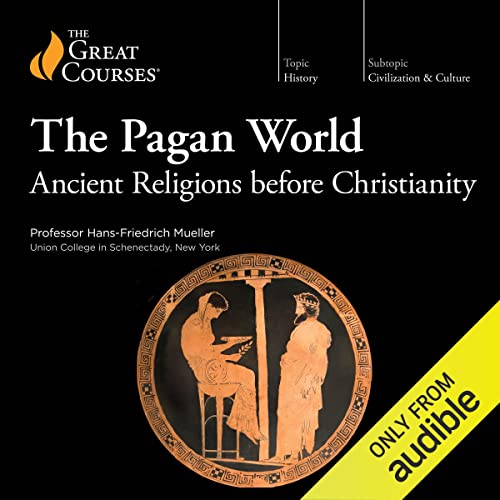 THE
GREAT
COURSES®
Topic
History
Subtopic
Civilization & Culture
The Pagan World
Ancient Religions before Christianity
Professor Hans-Friedrich Mueller
Union College in Schenectady, New York
ONLY FROM
audible